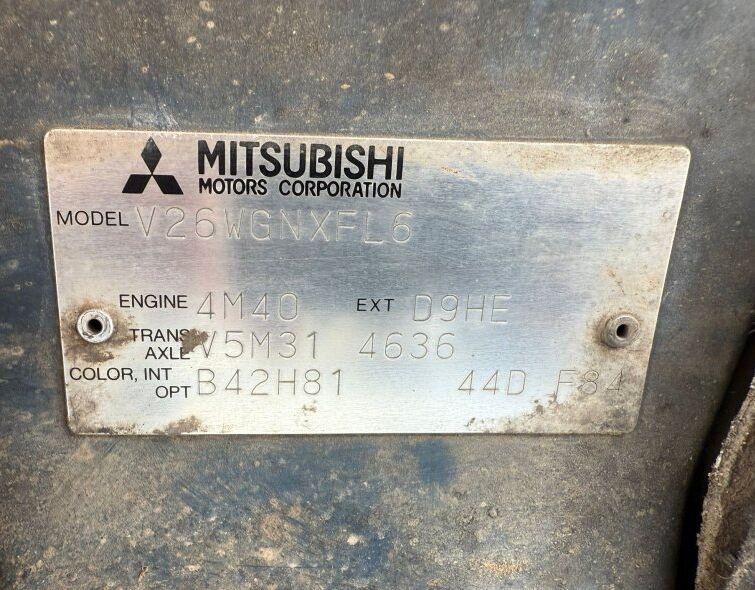 MITSUBISHI
MOTORS CORPORATION
MODEL V26WGNXFL6
ENGINE 4M40 EXT D9HE
TRANS
AXLE V5M31 4636
COLOR, INT
OPT B42H81 44D F84